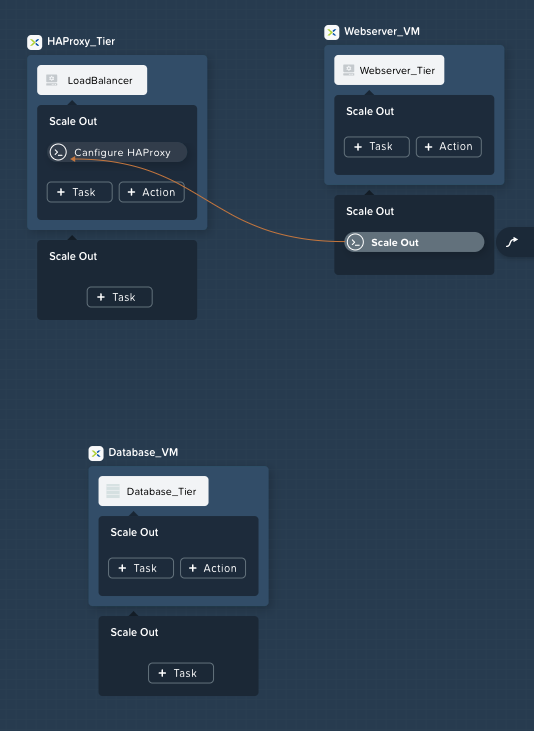 HAProxy_Tier
LoadBalancer
Scale Out
Configure HAProxy
+ Task
+ Action
Scale Out
+ Task
Webserver_VM
Webserver_Tier
Scale Out
+ Task
+ Action
Scale Out
Scale Out
Database_VM
Database_Tier
Scale Out
+ Task
+ Action
Scale Out
+ Task